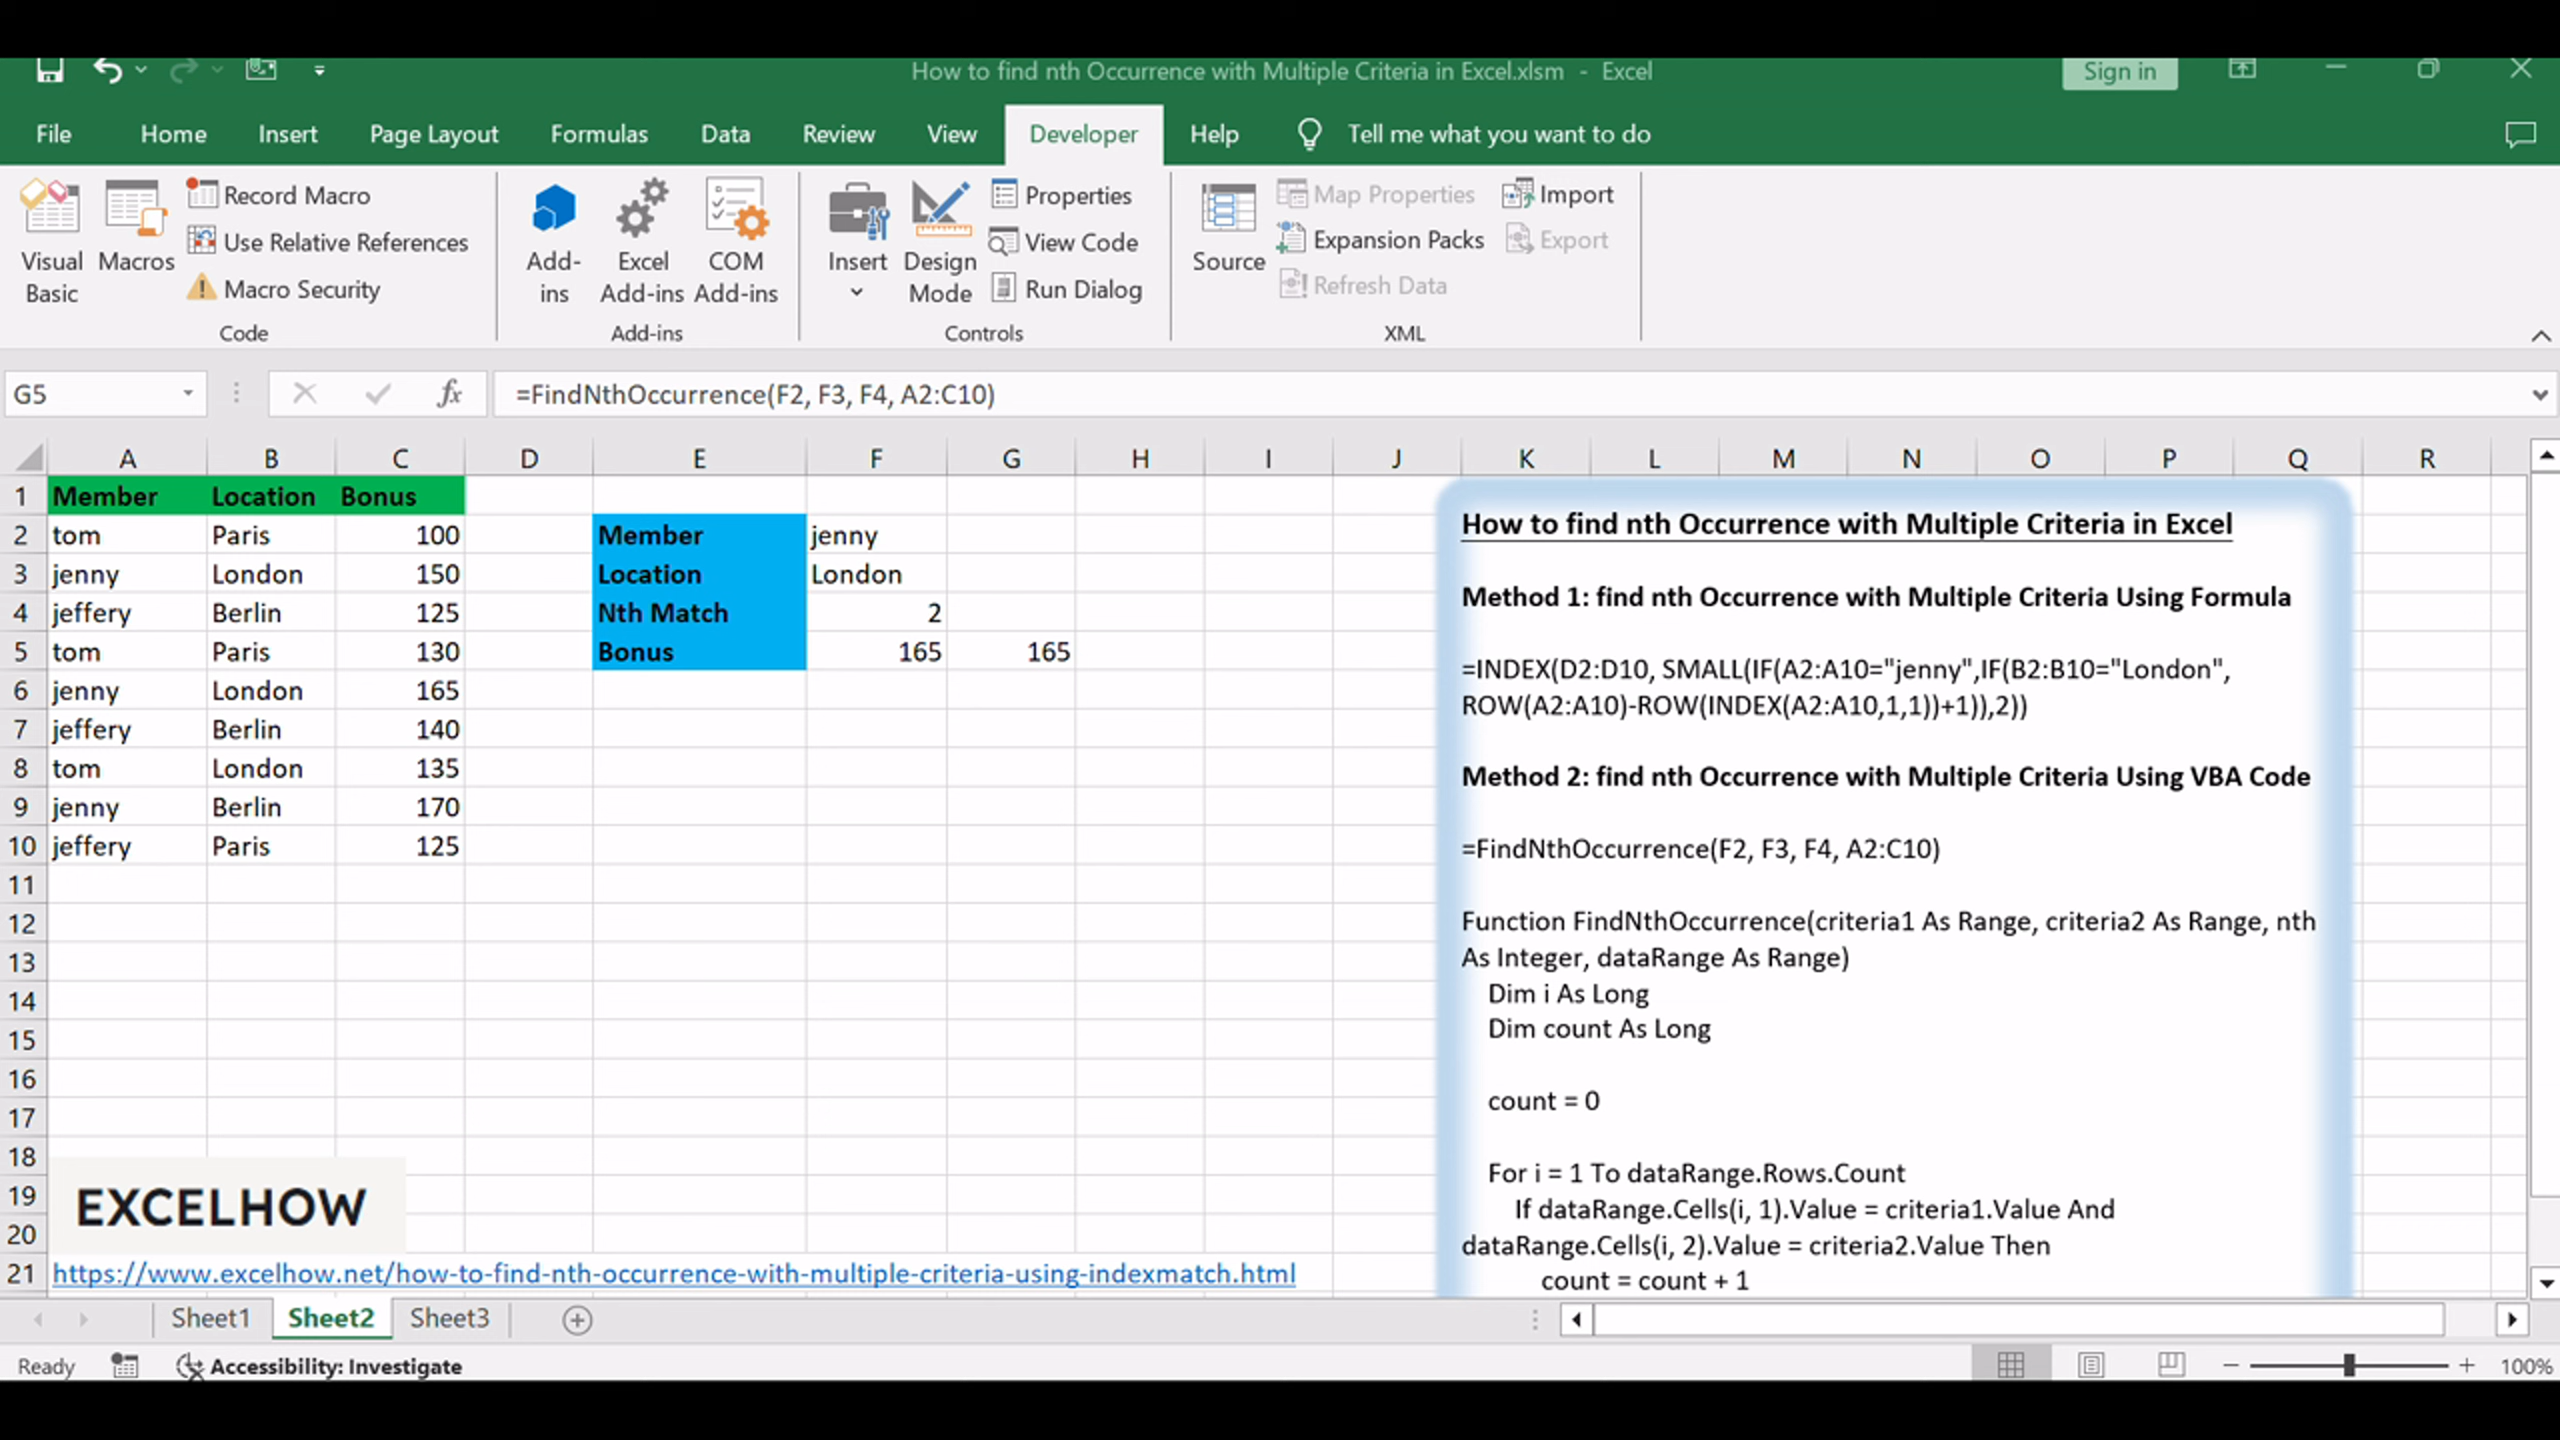 How to find nth Occurrence with Multiple Criteria in Excel.xlsm - Excel
Sign in
File Home Insert Page Layout Formulas Data Review View Developer Help Tell me what you want to do
Visual Basic
Macros
Record Macro
Use Relative References
Macro Security
Code
Add-ins
Excel Add-ins
COM Add-ins
Add-ins
Insert
Design Mode
Properties
View Code
Run Dialog
Controls
Source
Map Properties
Expansion Packs
Refresh Data
Import
Export
XML
G5 fx =FindNthOccurrence(F2, F3, F4, A2:C10)
A B C D E F G H I J K L M N O P Q R
1 Member Location Bonus
2 tom Paris 100 Member jenny
3 jenny London 150 Location London
4 jeffery Berlin 125 Nth Match 2
5 tom Paris 130 Bonus 165 165
6 jenny London 165
7 jeffery Berlin 140
8 tom London 135
9 jenny Berlin 170
10 jeffery Paris 125
11
12
13
14
15
16
17
18
19
20
EXCELHOW
21 https://www.excelhow.net/how-to-find-nth-occurrence-with-multiple-criteria-using-indexmatch.html
How to find nth Occurrence with Multiple Criteria in Excel
Method 1: find nth Occurrence with Multiple Criteria Using Formula
=INDEX(D2:D10, SMALL(IF(A2:A10="jenny",IF(B2:B10="London",
ROW(A2:A10)-ROW(INDEX(A2:A10,1,1))+1)),2))
Method 2: find nth Occurrence with Multiple Criteria Using VBA Code
=FindNthOccurrence(F2, F3, F4, A2:C10)
Function FindNthOccurrence(criteria1 As Range, criteria2 As Range, nth
As Integer, dataRange As Range)
Dim i As Long
Dim count As Long
count = 0
For i = 1 To dataRange.Rows.Count
If dataRange.Cells(i, 1).Value = criteria1.Value And
dataRange.Cells(i, 2).Value = criteria2.Value Then
count = count + 1
Sheet1 Sheet2 Sheet3
Ready Accessibility: Investigate 100%